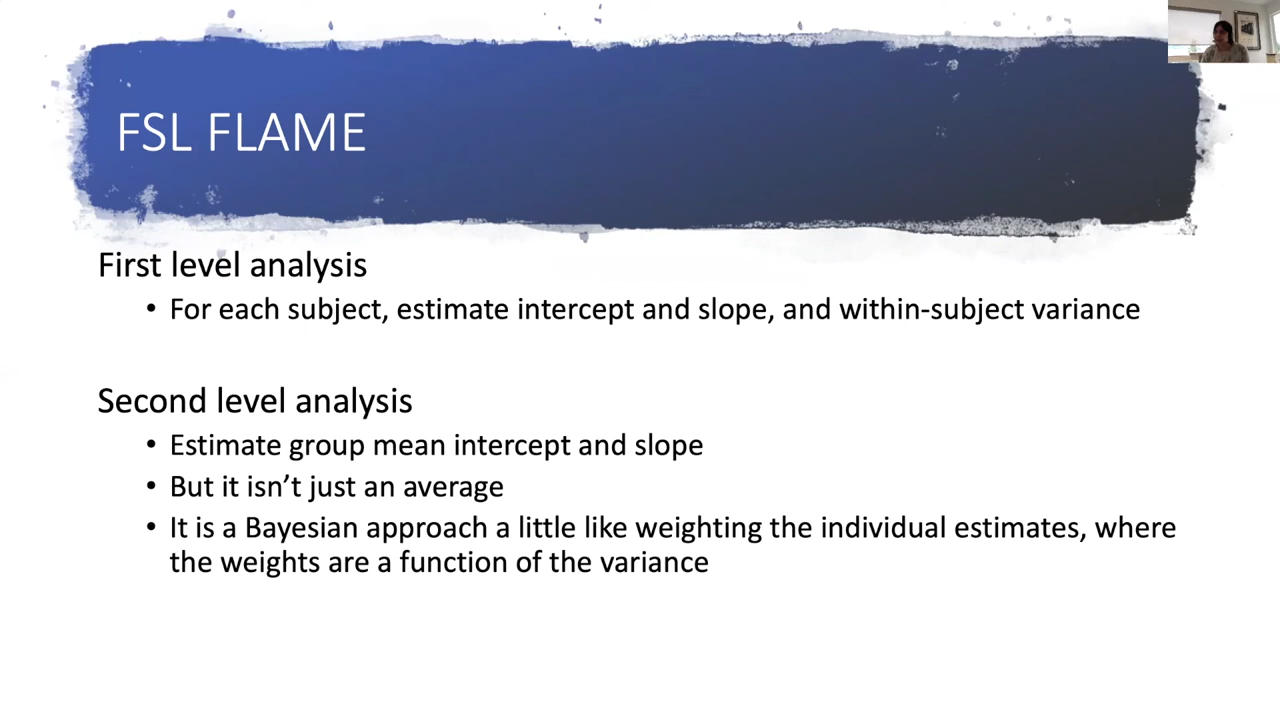 FSL FLAME
First level analysis
• For each subject, estimate intercept and slope, and within-subject variance
Second level analysis
• Estimate group mean intercept and slope
• But it isn’t just an average
• It is a Bayesian approach a little like weighting the individual estimates, where
the weights are a function of the variance